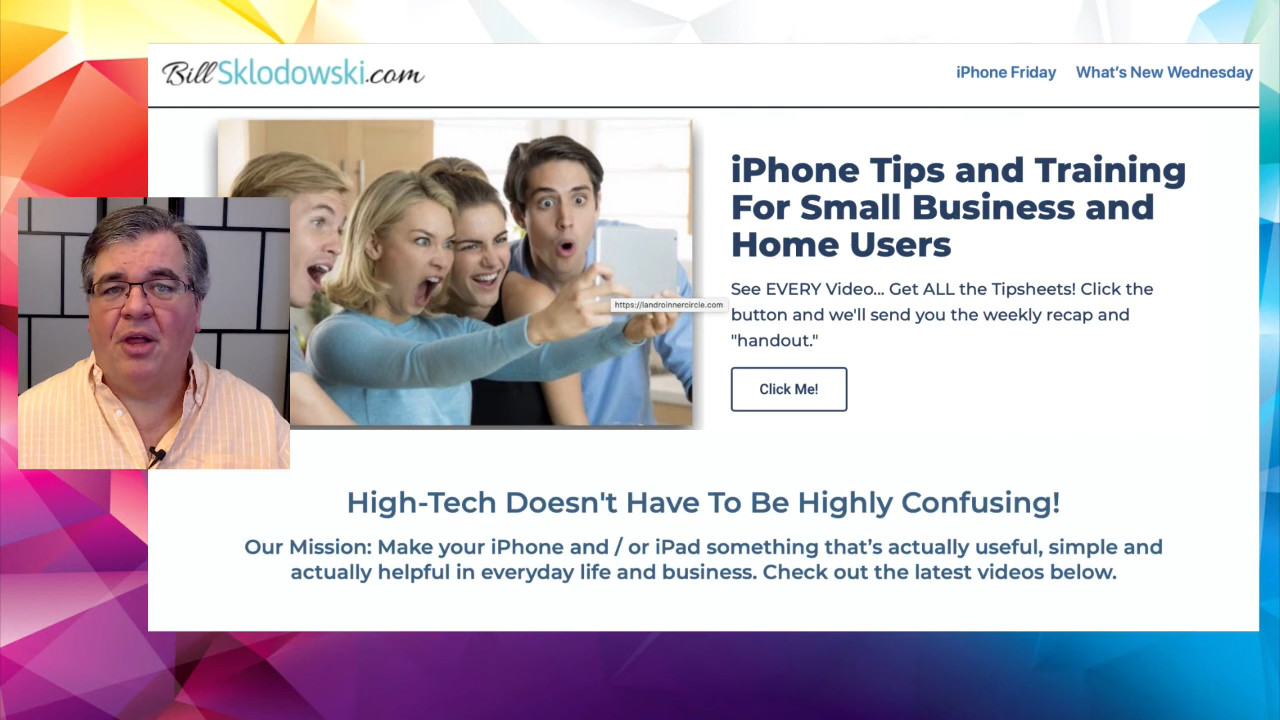 BillSklodowski.com
iPhone Friday What's New Wednesday
iPhone Tips and Training
For Small Business and
Home Users
See EVERY Video... Get ALL the Tipsheets! Click the
button and we'll send you the weekly recap and
"handout."
https://landroinnercircle.com
Click Me!
High-Tech Doesn't Have To Be Highly Confusing!
Our Mission: Make your iPhone and / or iPad something that's actually useful, simple and
actually helpful in everyday life and business. Check out the latest videos below.